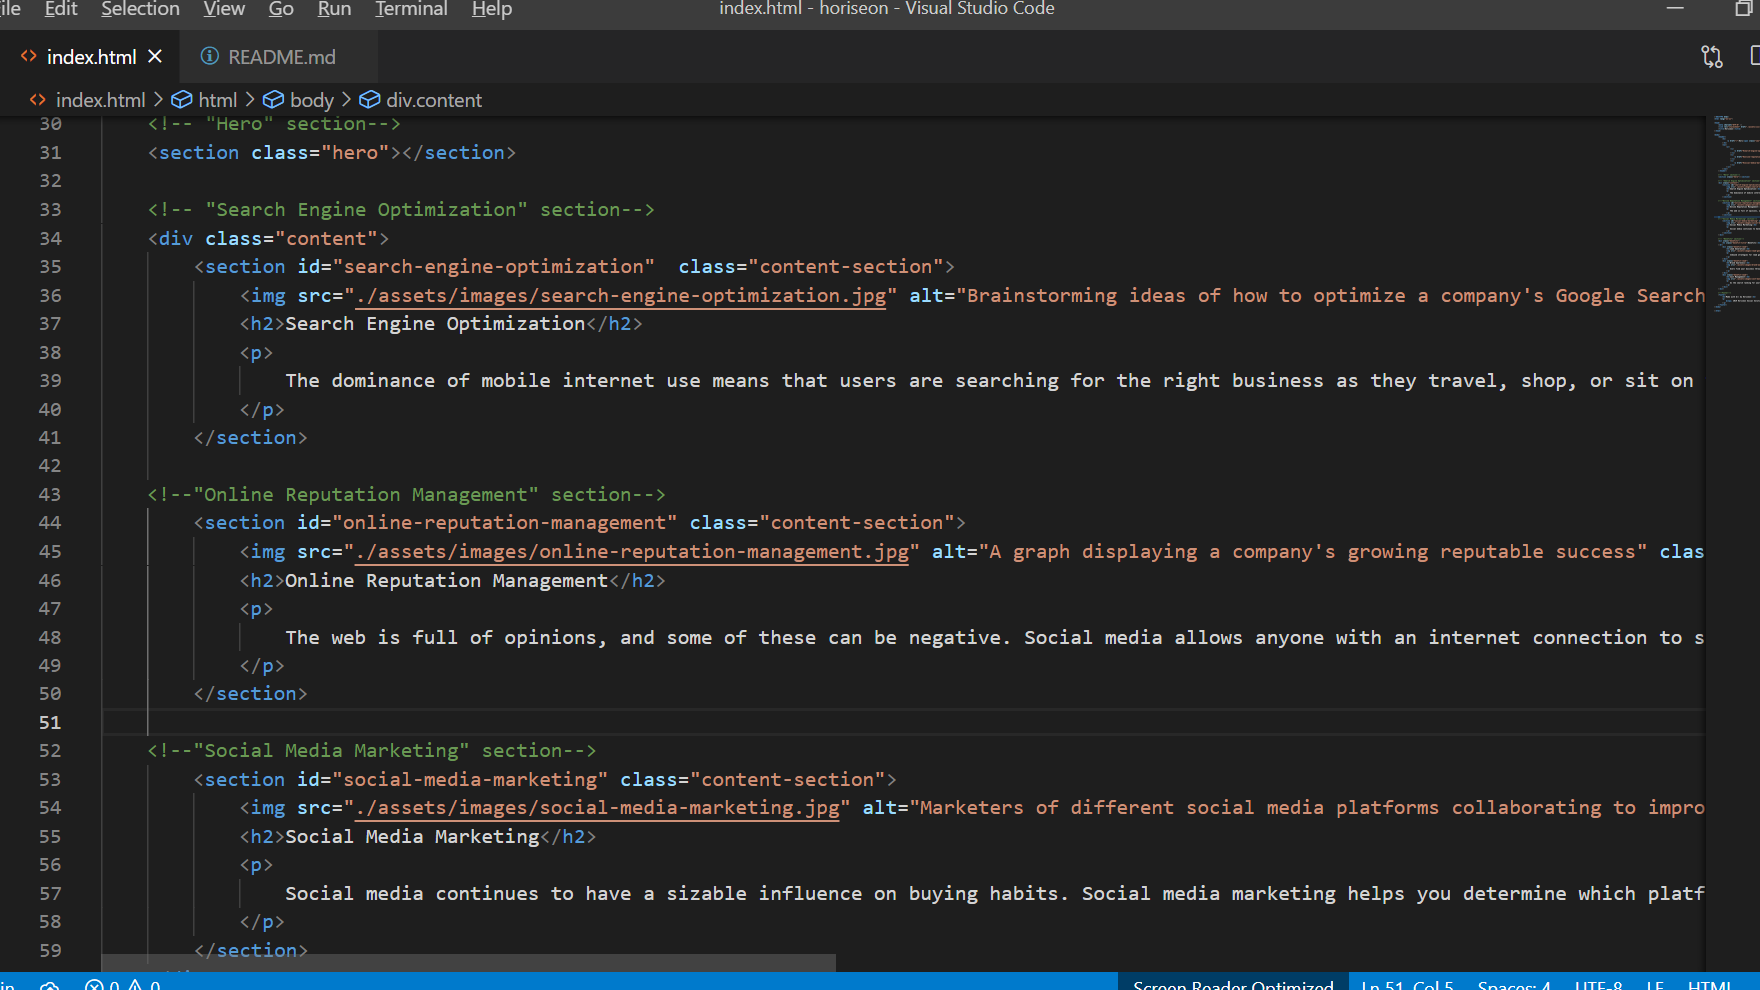 ile Edit Selection View Go Run Terminal Help index.html - horiseon - Visual Studio Code
index.html README.md
index.html > html > body > div.content
30 <!-- "Hero" section-->
31 <section class="hero"></section>
32
33 <!-- "Search Engine Optimization" section-->
34 <div class="content">
35 <section id="search-engine-optimization"  class="content-section">
36 <img src="./assets/images/search-engine-optimization.jpg" alt="Brainstorming ideas of how to optimize a company's Google Search
37 <h2>Search Engine Optimization</h2>
38 <p>
39 The dominance of mobile internet use means that users are searching for the right business as they travel, shop, or sit on
40 </p>
41 </section>
42
43 <!--"Online Reputation Management" section-->
44 <section id="online-reputation-management" class="content-section">
45 <img src="./assets/images/online-reputation-management.jpg" alt="A graph displaying a company's growing reputable success" clas
46 <h2>Online Reputation Management</h2>
47 <p>
48 The web is full of opinions, and some of these can be negative. Social media allows anyone with an internet connection to s
49 </p>
50 </section>
51
52 <!--"Social Media Marketing" section-->
53 <section id="social-media-marketing" class="content-section">
54 <img src="./assets/images/social-media-marketing.jpg" alt="Marketers of different social media platforms collaborating to impro
55 <h2>Social Media Marketing</h2>
56 <p>
57 Social media continues to have a sizable influence on buying habits. Social media marketing helps you determine which platf
58 </p>
59 </section>
in 0 0 Screen Reader Optimized Ln 51, Col 5 Spaces: 4 UTF-8 LF HTML